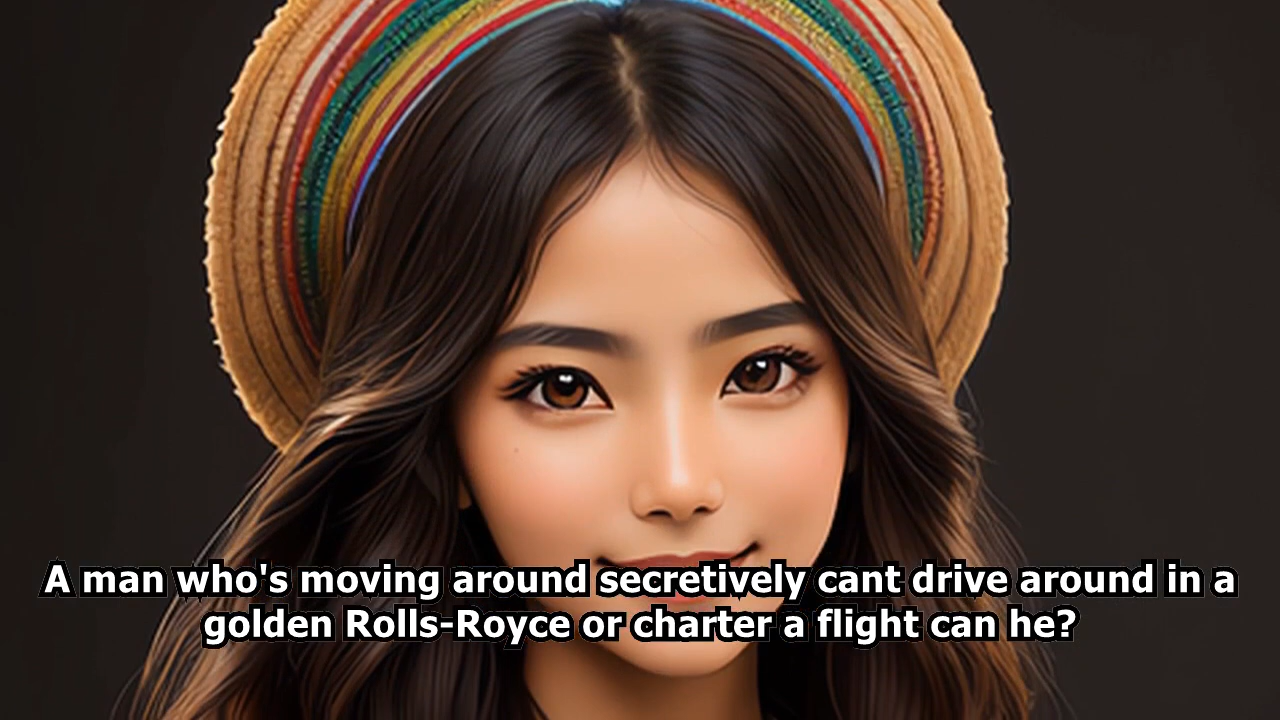 A man who's moving around secretively cant drive around in a
golden Rolls-Royce or charter a flight can he?